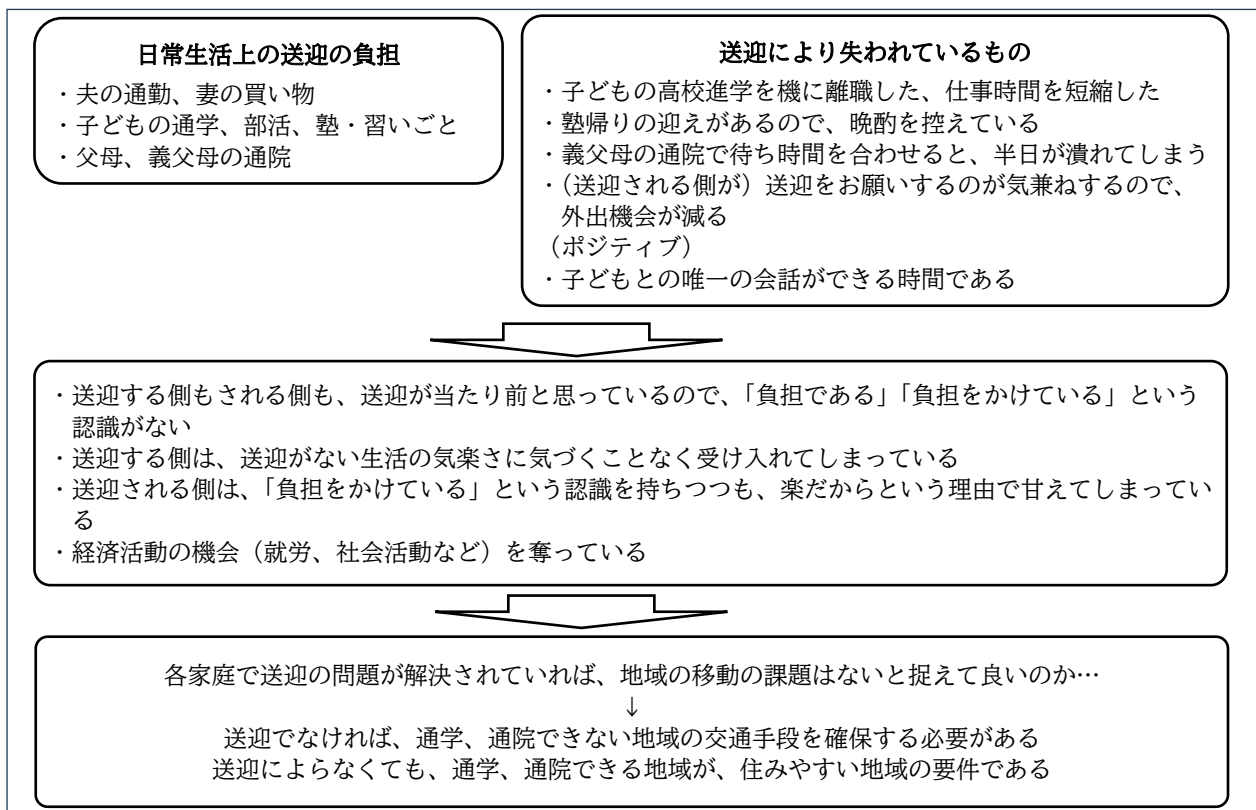 日常生活上の送迎の負担
・夫の通勤、妻の買い物
・子どもの通学、部活、塾・習いごと
・父母、義父母の通院
送迎により失われているもの
・子どもの高校進学を機に離職した、仕事時間を短縮した
・塾帰りの迎えがあるので、晩酌を控えている
・義父母の通院で待ち時間を合わせると、半日が潰れてしまう
・（送迎される側が）送迎をお願いするのが気兼ねするので、
外出機会が減る
（ポジティブ）
・子どもとの唯一の会話ができる時間である
・送迎する側もされる側も、送迎が当たり前と思っているので、「負担である」「負担をかけている」という
認識がない
・送迎する側は、送迎がない生活の気楽さに気づくことなく受け入れてしまっている
・送迎される側は、「負担をかけている」という認識を持ちつつも、楽だからという理由で甘えてしまってい
る
・経済活動の機会（就労、社会活動など）を奪っている
各家庭で送迎の問題が解決されていれば、地域の移動の課題はないと捉えて良いのか…
↓
送迎でなければ、通学、通院できない地域の交通手段を確保する必要がある
送迎によらなくても、通学、通院できる地域が、住みやすい地域の要件である